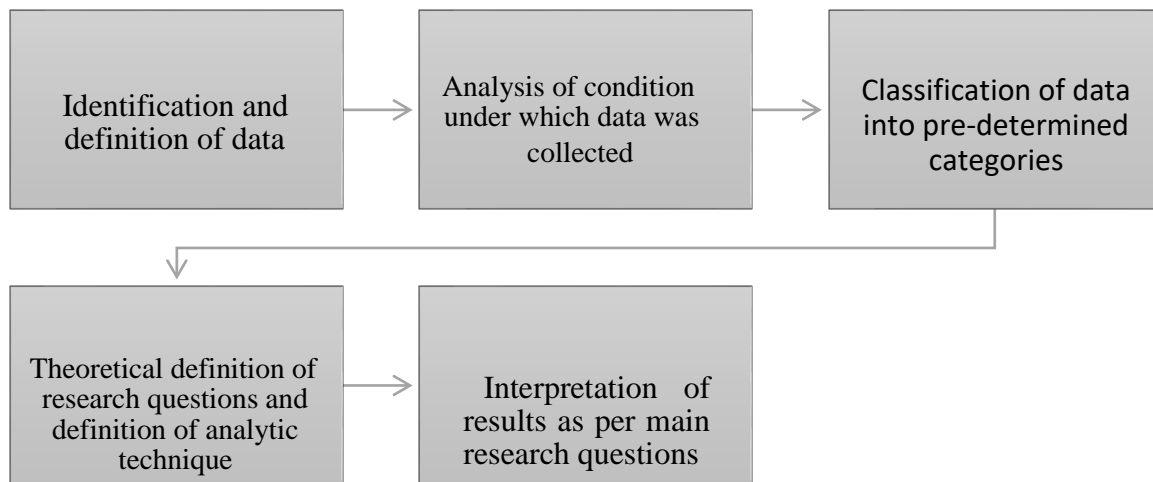 Identification and
definition of data
Analysis of condition
under which data was
collected
Classification of data
into pre-determined
categories
Theoretical definition of
research questions and
definition of analytic
technique
Interpretation of
results as per main
research questions